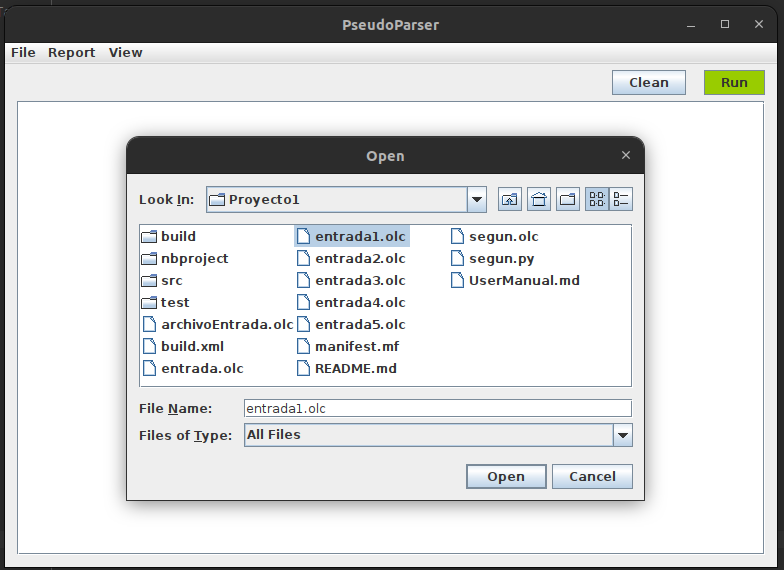 PseudoParser
File Report View
Clean Run
Open
Look In: Proyecto1
build entrada1.olc segun.olc
nbproject entrada2.olc segun.py
src entrada3.olc UserManual.md
test entrada4.olc
archivoEntrada.olc entrada5.olc
build.xml manifest.mf
entrada.olc README.md
File Name: entrada1.olc
Files of Type: All Files
Open Cancel